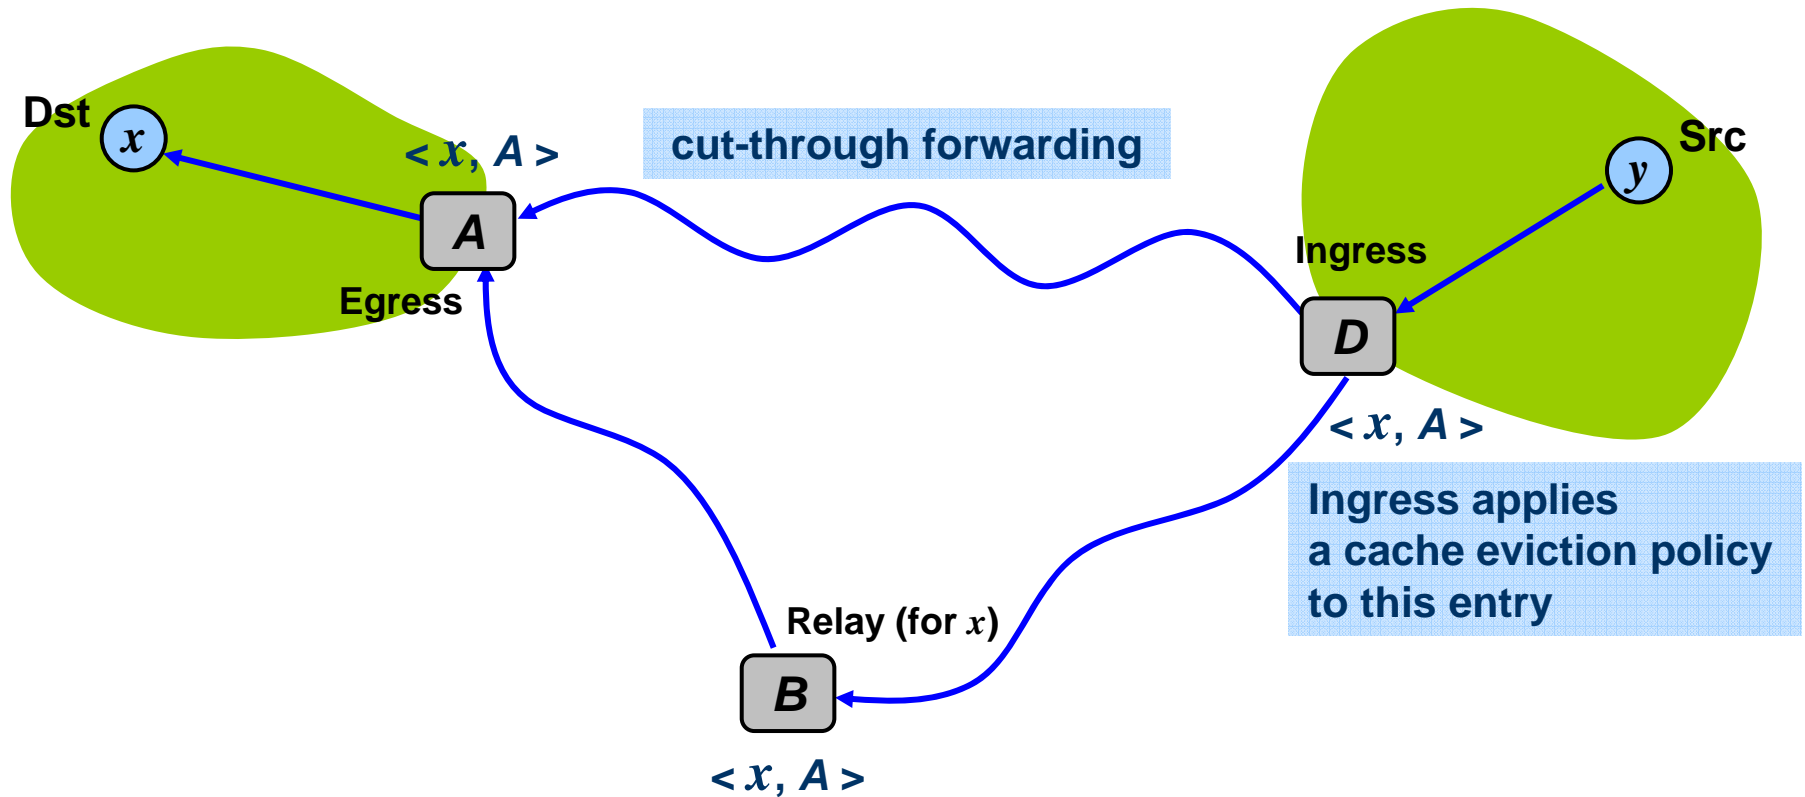 Dst
x
< x, A >
A
Egress
cut-through forwarding
Src
y
Ingress
D
< x, A >
Ingress applies
a cache eviction policy
to this entry
Relay (for x)
B
< x, A >